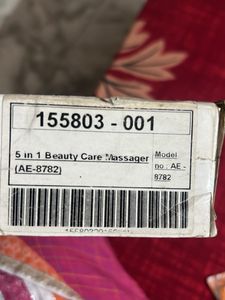 155803 - 001
5 in 1 Beauty Care Massager
(AE-8782)
Model
no : AE -
8782